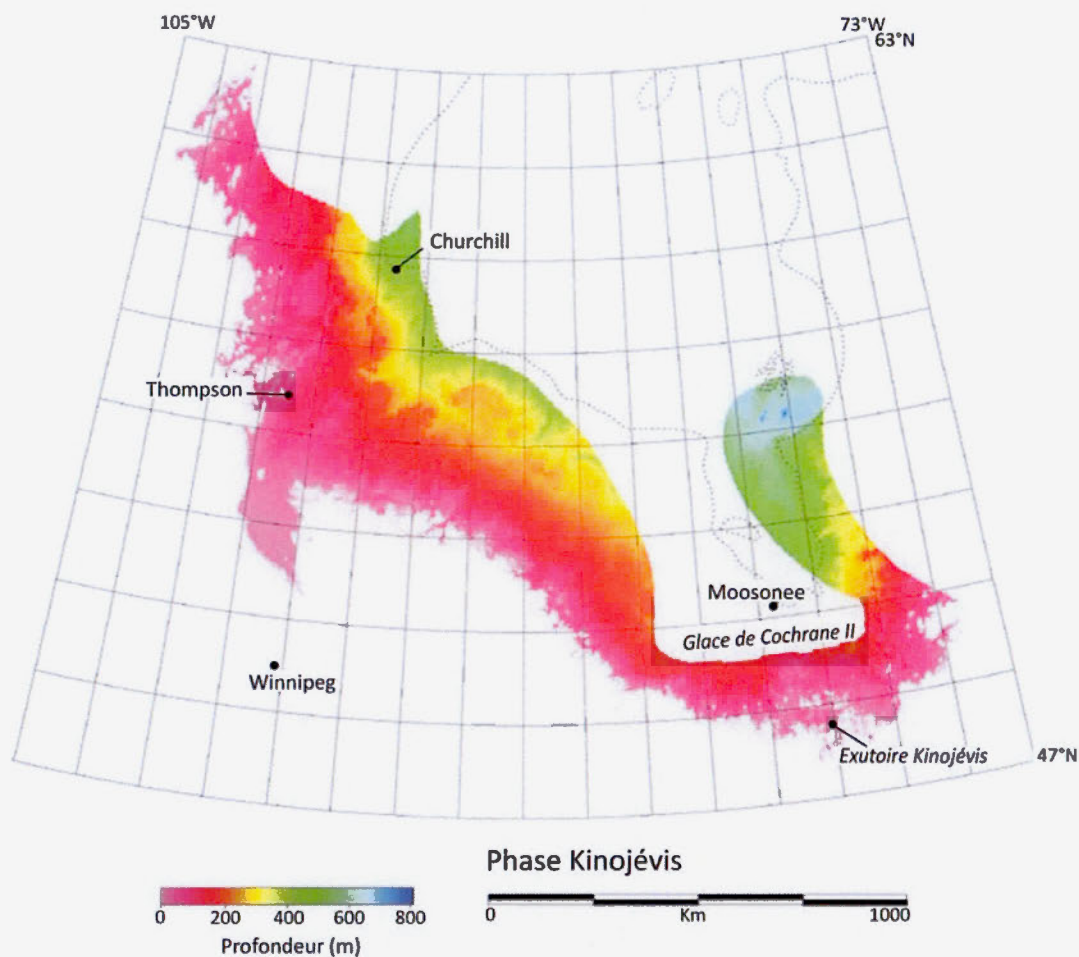 105°W
73°W
63°N
Churchill
Thompson
Moosonee
Glace de Cochrane II
Winnipeg
Exutoire Kinojévis
47°N
Phase Kinojévis
0 200 400 600 800
Profondeur (m)
0 Km 1000